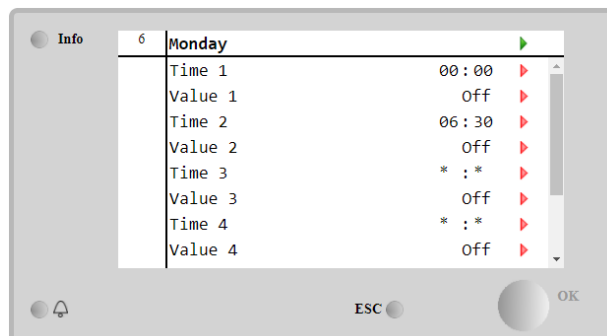 Info
6 Monday
Time 1 00:00
Value 1 Off
Time 2 06:30
Value 2 Off
Time 3 * :*
Value 3 Off
Time 4 * :*
Value 4 Off
ESC
OK